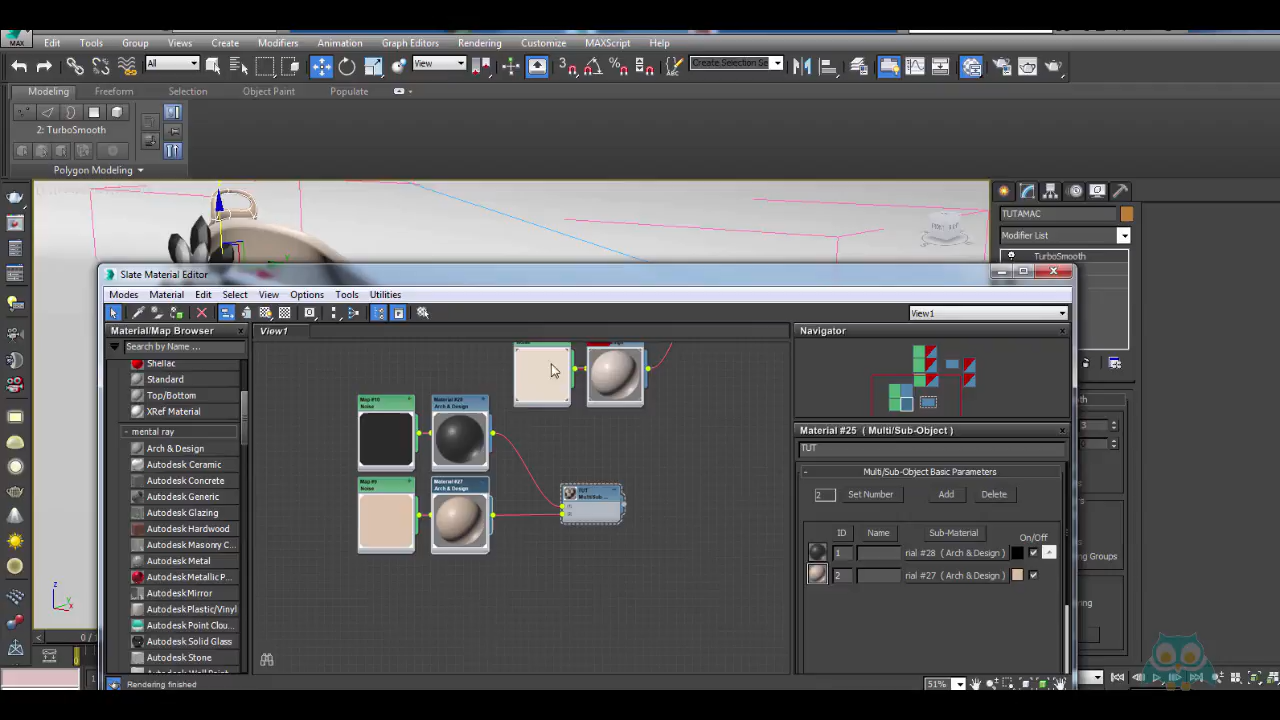 MAX
Edit Tools Group Views Create Modifiers Animation Graph Editors Rendering Customize MAXScript Help
All View 3 Create Selection Se
Modeling Freeform Selection Object Paint Populate
2: TurboSmooth
Polygon Modeling
TUTAMAC
Modifier List
TurboSmooth
Slate Material Editor
Modes Material Edit Select View Options Tools Utilities
View1
Material/Map Browser
Search by Name ...
Shellac
Standard
Top/Bottom
XRef Material
mental ray
Arch & Design
Autodesk Ceramic
Autodesk Concrete
Autodesk Generic
Autodesk Glazing
Autodesk Hardwood
Autodesk Masonry C...
Autodesk Metal
Autodesk Metallic P...
Autodesk Mirror
Autodesk Plastic/Vinyl
Autodesk Point Clou...
Autodesk Solid Glass
Autodesk Stone
View1
Map #10
Noise
Material #28
Arch & Design
Map #9
Noise
Material #27
Arch & Design
TUT
Navigator
Material #25 ( Multi/Sub-Object )
TUT
Multi/Sub-Object Basic Parameters
2 Set Number Add Delete
ID Name Sub-Material On/Off
1 rial #28 ( Arch & Design )
2 rial #27 ( Arch & Design )
ing Groups
Rendering finished
51%
0 /